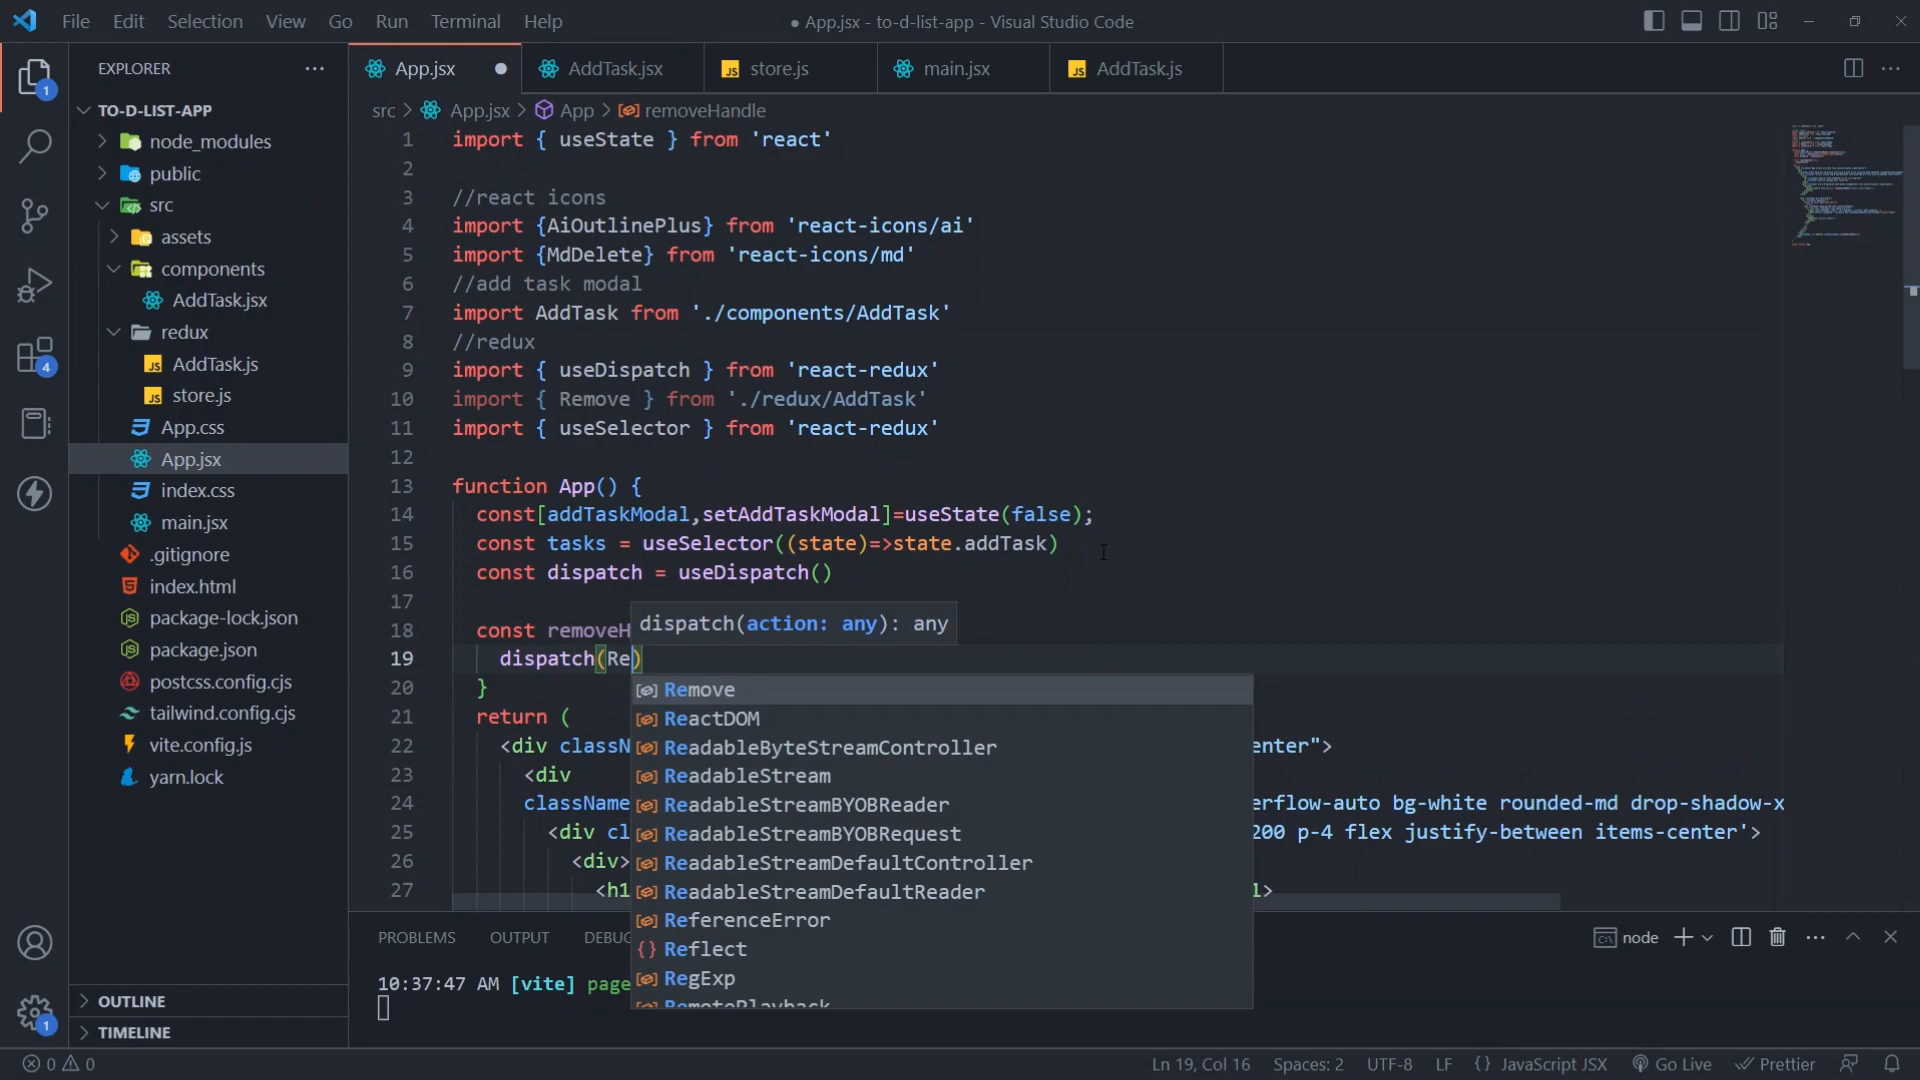 File Edit Selection View Go Run Terminal Help
● App.jsx - to-d-list-app - Visual Studio Code
EXPLORER
TO-D-LIST-APP
node_modules
public
src
assets
components
AddTask.jsx
redux
JS AddTask.js
JS store.js
App.css
App.jsx
index.css
main.jsx
.gitignore
index.html
package-lock.json
package.json
postcss.config.cjs
tailwind.config.cjs
vite.config.js
yarn.lock
OUTLINE
TIMELINE
1
4
1
App.jsx
AddTask.jsx
JS store.js
main.jsx
JS AddTask.js
src > App.jsx > App > removeHandle
1 import { useState } from 'react'
2
3 //react icons
4 import {AiOutlinePlus} from 'react-icons/ai'
5 import {MdDelete} from 'react-icons/md'
6 //add task modal
7 import AddTask from './components/AddTask'
8 //redux
9 import { useDispatch } from 'react-redux'
10 import { Remove } from './redux/AddTask'
11 import { useSelector } from 'react-redux'
12
13 function App() {
14 const[addTaskModal,setAddTaskModal]=useState(false);
15 const tasks = useSelector((state)=>state.addTask)
16 const dispatch = useDispatch()
17
18 const removeH
dispatch(action: any): any
19 dispatch(Re)
20 }
21 return (
22 <div classN enter">
23 <div
24 className erflow-auto bg-white rounded-md drop-shadow-x
25 <div cl 200 p-4 flex justify-between items-center'>
26 <div>
27 <h1 1>
Remove
ReactDOM
ReadableByteStreamController
ReadableStream
ReadableStreamBYOBReader
ReadableStreamBYOBRequest
ReadableStreamDefaultController
ReadableStreamDefaultReader
ReferenceError
Reflect
RegExp
RemotePlayback
PROBLEMS OUTPUT DEBUG
node
10:37:47 AM [vite] page
0 0
Ln 19, Col 16 Spaces: 2 UTF-8 LF {} JavaScript JSX Go Live Prettier